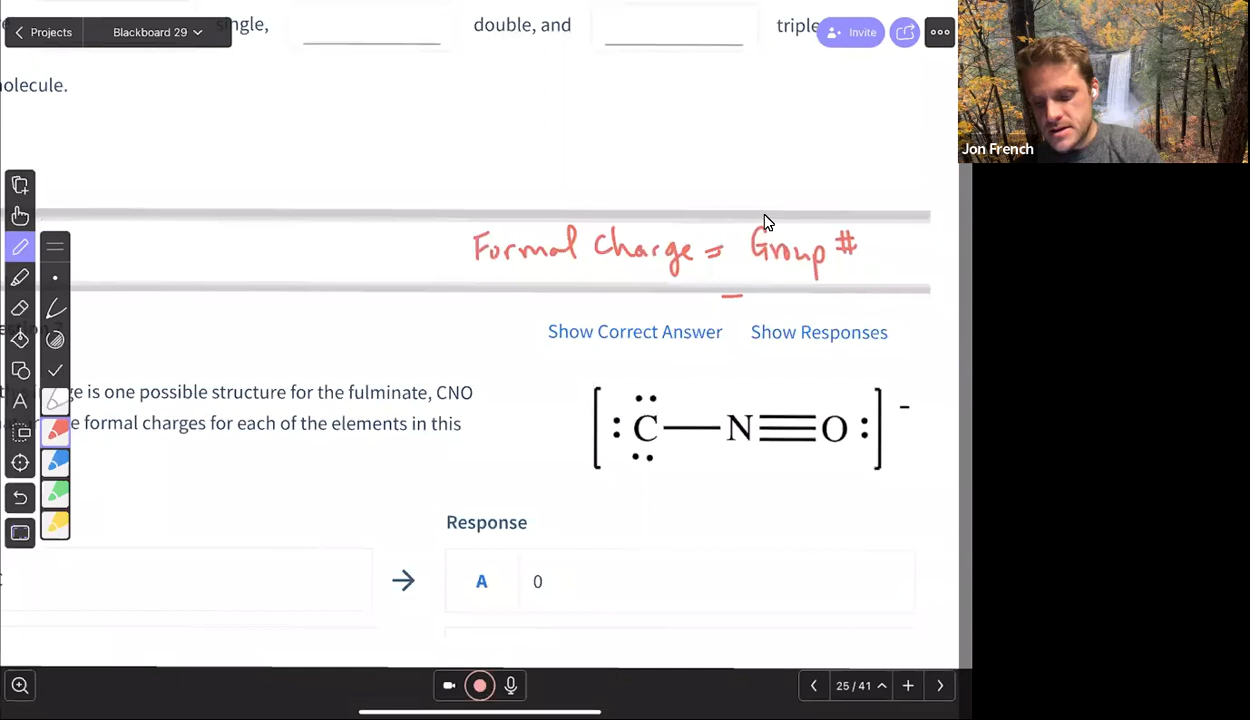 single, double, and triple
Projects Blackboard 29 Invite
olecule.
Jon French
Formal Charge = Group #
–
Show Correct Answer Show Responses
ge is one possible structure for the fulminate, CNO
e formal charges for each of the elements in this
[:C̈—N≡O:]⁻
Response
A 0
25 / 41